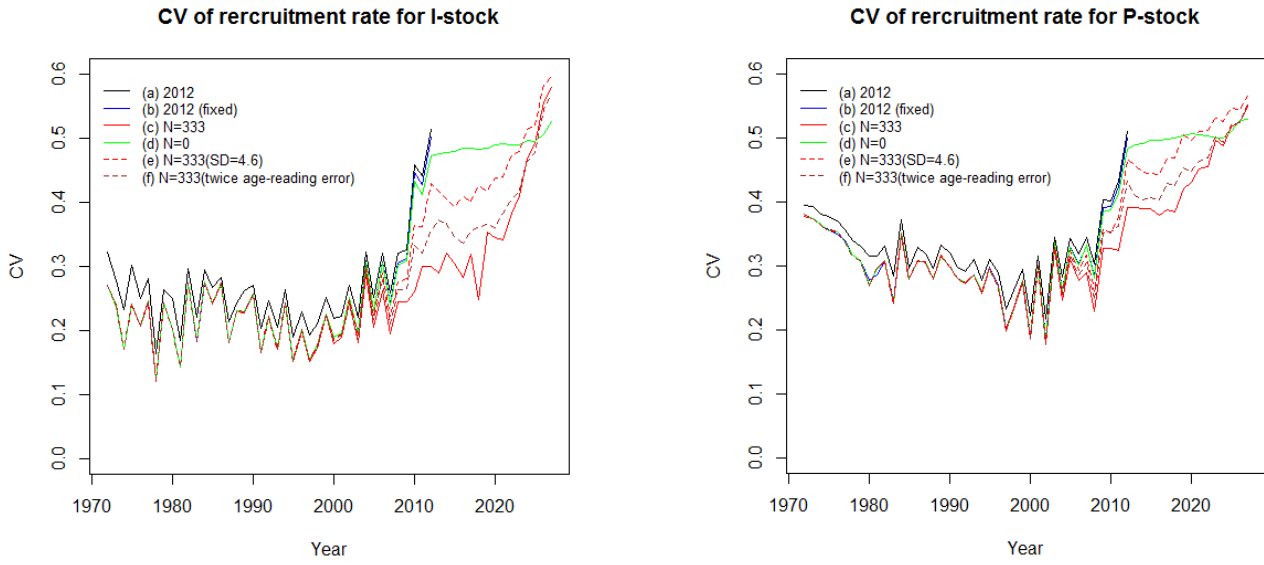 CV of rercruitment rate for I-stock
0.6
0.5
0.4
0.3
0.2
0.1
0.0
CV
(a) 2012
(b) 2012 (fixed)
(c) N=333
(d) N=0
(e) N=333(SD=4.6)
(f) N=333(twice age-reading error)
1970 1980 1990 2000 2010 2020
Year
CV of rercruitment rate for P-stock
0.6
0.5
0.4
0.3
0.2
0.1
0.0
CV
(a) 2012
(b) 2012 (fixed)
(c) N=333
(d) N=0
(e) N=333(SD=4.6)
(f) N=333(twice age-reading error)
1970 1980 1990 2000 2010 2020
Year